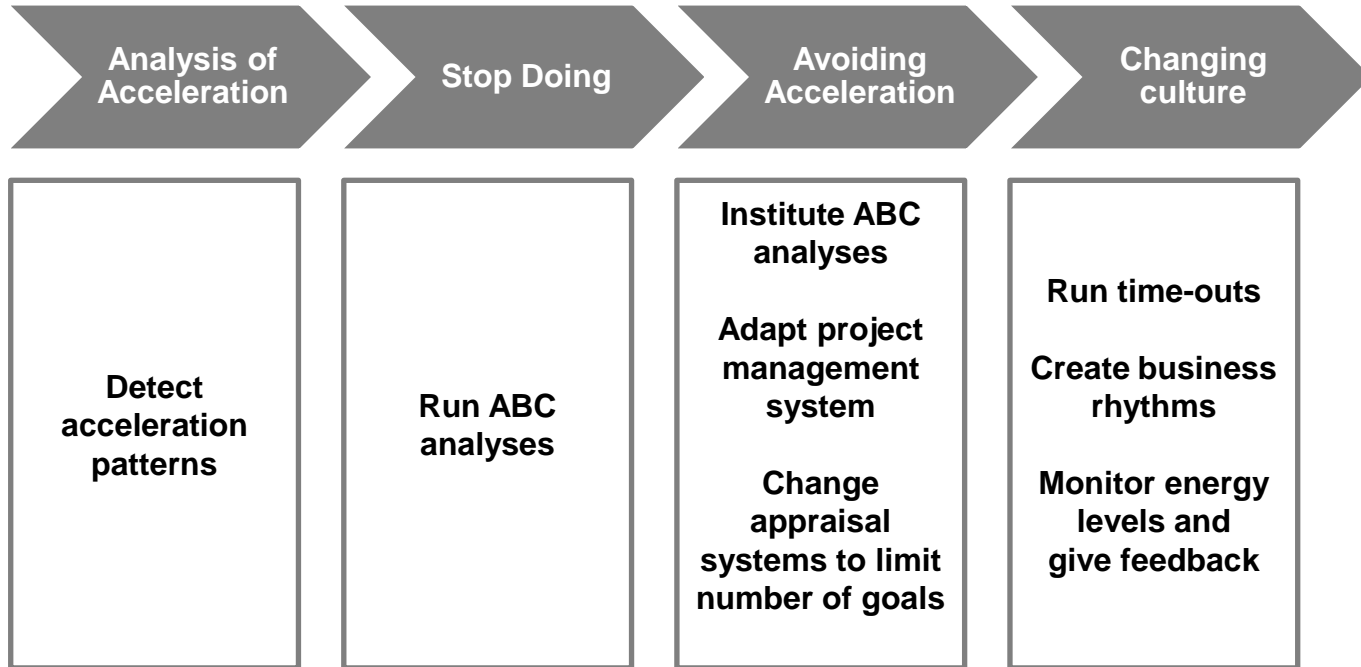 Analysis of
Acceleration
Stop Doing
Avoiding
Acceleration
Changing
culture
Detect
acceleration
patterns
Run ABC
analyses
Institute ABC
analyses
Adapt project
management
system
Change
appraisal
systems to limit
number of goals
Run time-outs
Create business
rhythms
Monitor energy
levels and
give feedback